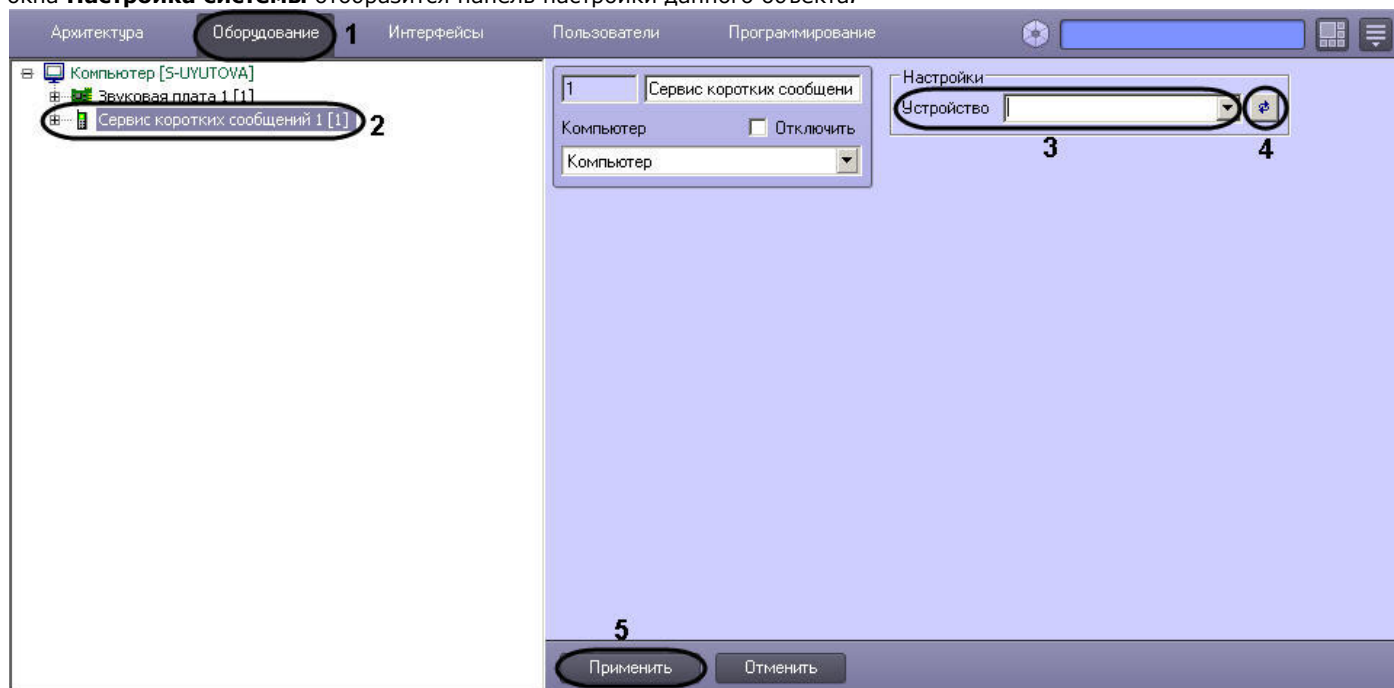 окна Настройка системы отобразится панель настройки данного объекта.
Архитектура Оборудование 1 Интерфейсы Пользователи Программирование
Компьютер [S-UYUTOVA]
Звуковая плата 1 [1]
Сервис коротких сообщений 1 [1] 2
1 Сервис коротких сообщени
Компьютер Отключить
Компьютер
Настройки
Устройство
3 4
5
Применить Отменить